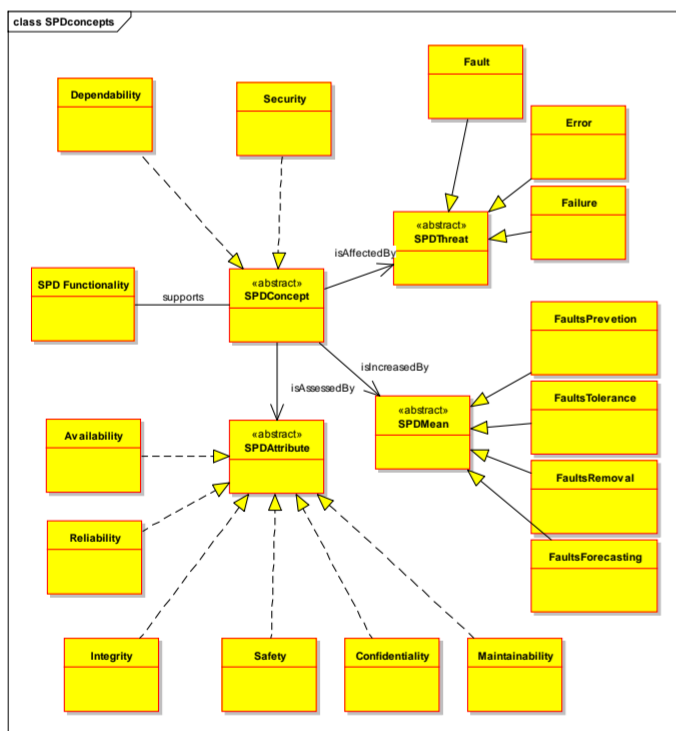 class SPDconcepts
Fault
Dependability
Security
Error
Failure
«abstract»
SPDThreat
isAffectedBy
SPD Functionality
supports
«abstract»
SPDConcept
FaultsPrevetion
isIncreasedBy
isAssessedBy
«abstract»
SPDMean
FaultsTolerance
Availability
«abstract»
SPDAttribute
FaultsRemoval
Reliability
FaultsForecasting
Integrity
Safety
Confidentiality
Maintainability